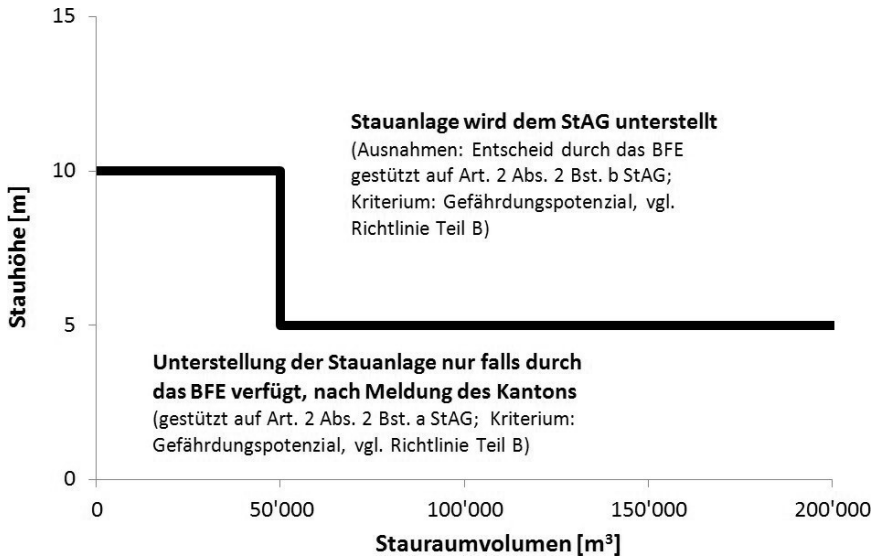 15
Stauanlage wird dem StAG unterstellt
(Ausnahmen: Entscheid durch das BFE
gestützt auf Art. 2 Abs. 2 Bst. b StAG;
Kriterium: Gefährdungspotenzial, vgl.
Richtlinie Teil B)
10
Stauhöhe [m]
5
Unterstellung der Stauanlage nur falls durch
das BFE verfügt, nach Meldung des Kantons
(gestützt auf Art. 2 Abs. 2 Bst. a StAG; Kriterium:
Gefährdungspotenzial, vgl. Richtlinie Teil B)
0
0 50'000 100'000 150'000 200'000
Stauraumvolumen [m³]